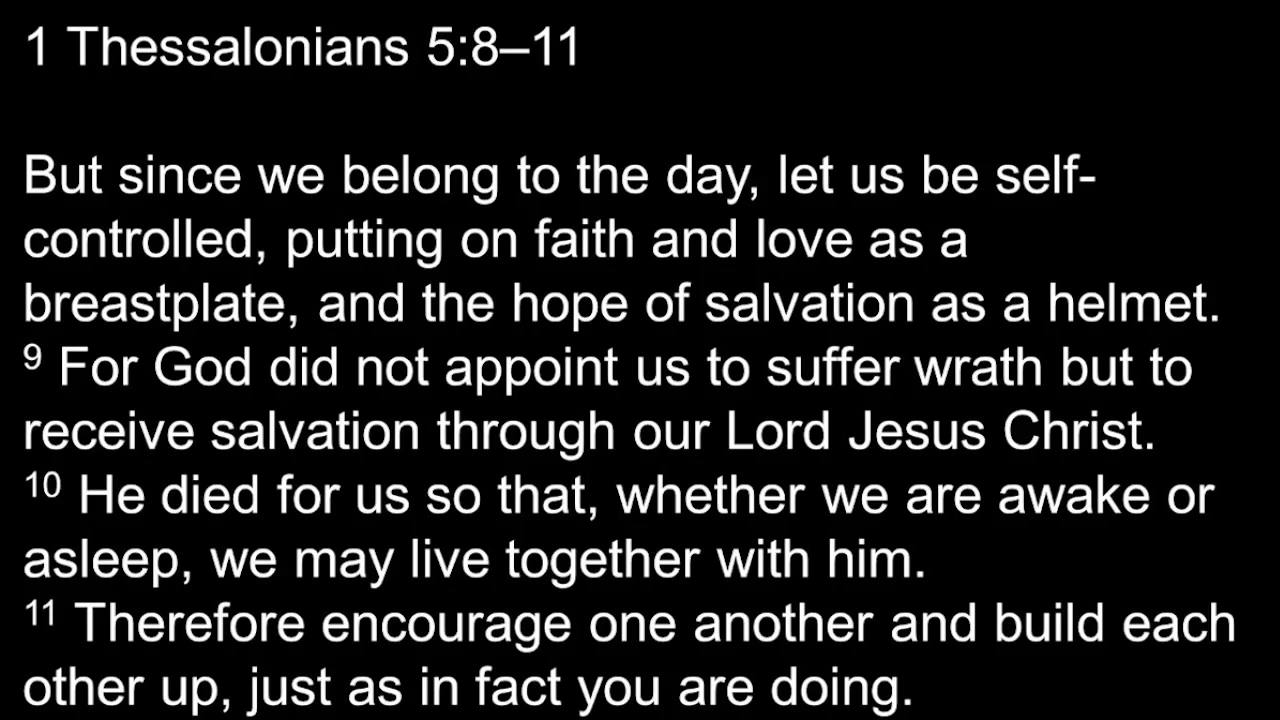 1 Thessalonians 5:8–11
But since we belong to the day, let us be self-
controlled, putting on faith and love as a
breastplate, and the hope of salvation as a helmet.
9 For God did not appoint us to suffer wrath but to
receive salvation through our Lord Jesus Christ.
10 He died for us so that, whether we are awake or
asleep, we may live together with him.
11 Therefore encourage one another and build each
other up, just as in fact you are doing.